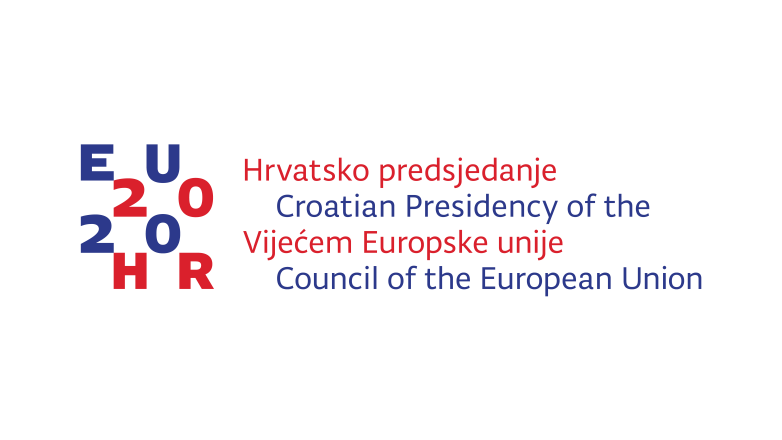 EU
20
20
HR
Hrvatsko predsjedanje
Croatian Presidency of the
Vijećem Europske unije
Council of the European Union